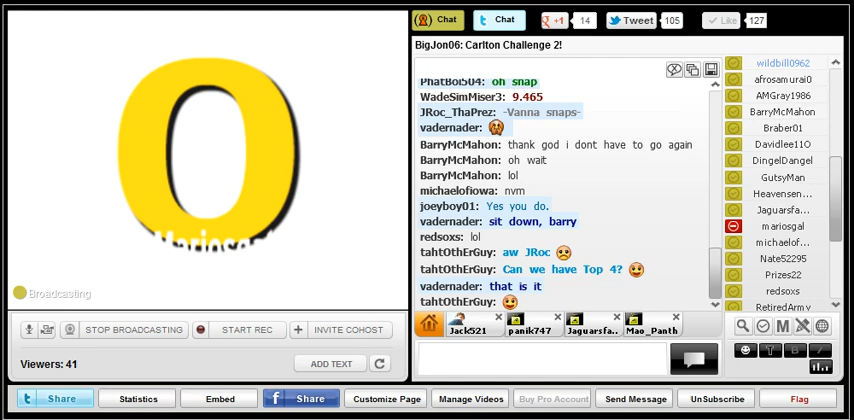 Chat
Chat
+1
14
Tweet
105
Like
127
O
Broadcasting
STOP BROADCASTING
START REC
INVITE COHOST
Viewers: 41
ADD TEXT
BigJon06: Carlton Challenge 2!
PhatBoi504: oh snap
WadeSimMiser3: 9.465
JRoc_ThaPrez: -Vanna snaps-
vadernader:
BarryMcMahon: thank god i dont have to go again
BarryMcMahon: oh wait
BarryMcMahon: lol
michaelofiowa: nvm
joeyboy01: Yes you do.
vadernader: sit down, barry
redsoxs: lol
tahtOthErGuy: aw JRoc
tahtOthErGuy: Can we have Top 4?
vadernader: that is it
tahtOthErGuy:
Jack521
panik747
Jaguarsfa..
Mao_Panth
wildbill0962
afrosamurai0
AMGray1986
BarryMcMahon
Braber01
Davidlee11O
DingelDangel
GutsyMan
Heavensen...
Jaguarsfa...
mariosgal
michaelof...
Nate52295
Prizes22
redsoxs
RetiredArmy
Share
Statistics
Embed
Share
Customize Page
Manage Videos
Buy Pro Account
Send Message
UnSubscribe
Flag